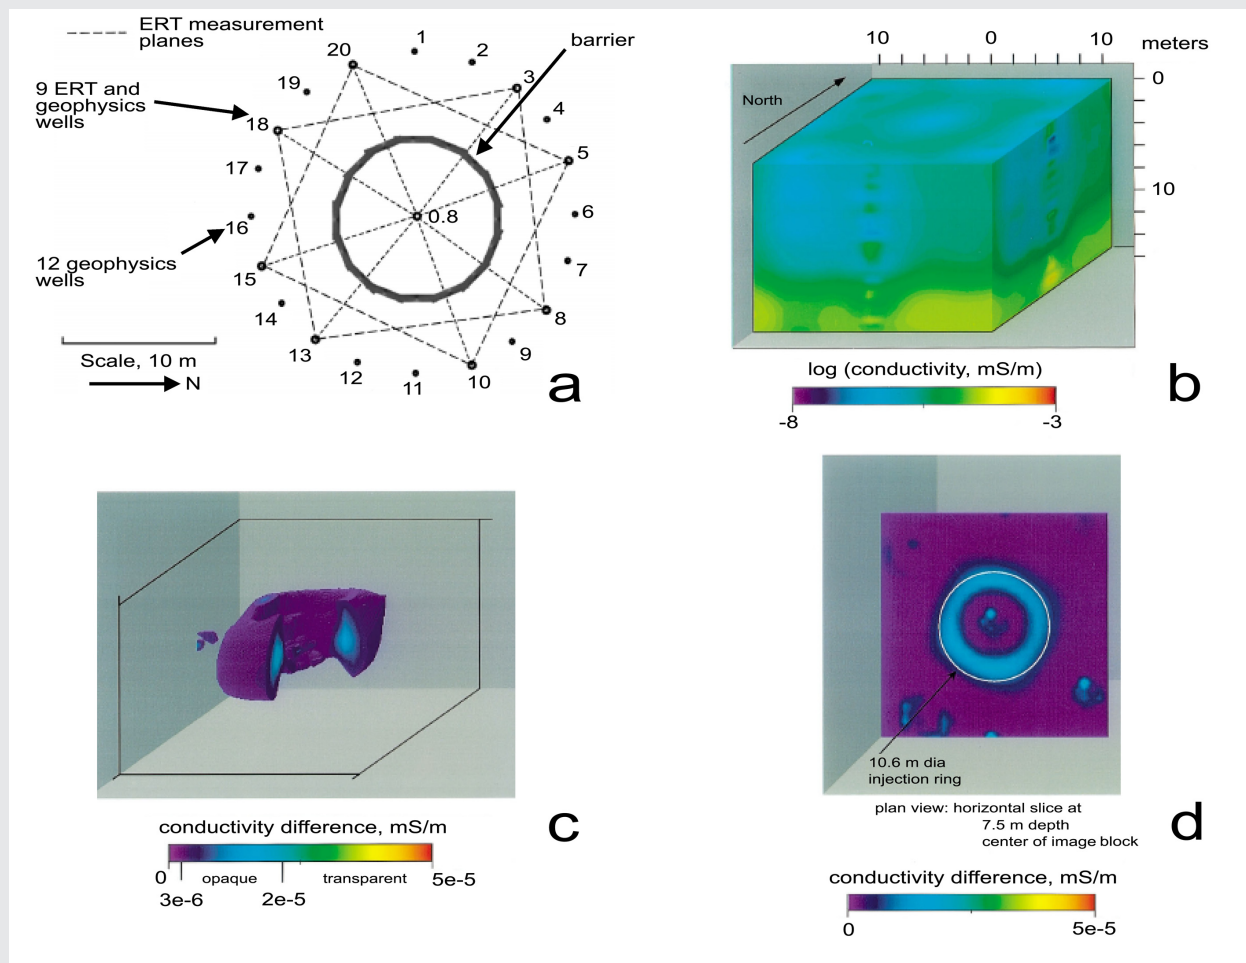 ERT measurement
planes
9 ERT and
geophysics
wells
12 geophysics
wells
barrier
1
2
3
4
5
6
7
8
9
10
11
12
13
14
15
16
17
18
19
20
0.8
Scale, 10 m
N
a
10 0 10 meters
North
0
10
log (conductivity, mS/m)
-8 -3
b
conductivity difference, mS/m
0 opaque transparent 5e-5
3e-6 2e-5
c
10.6 m dia
injection ring
plan view: horizontal slice at
7.5 m depth
center of image block
d
conductivity difference, mS/m
0 5e-5